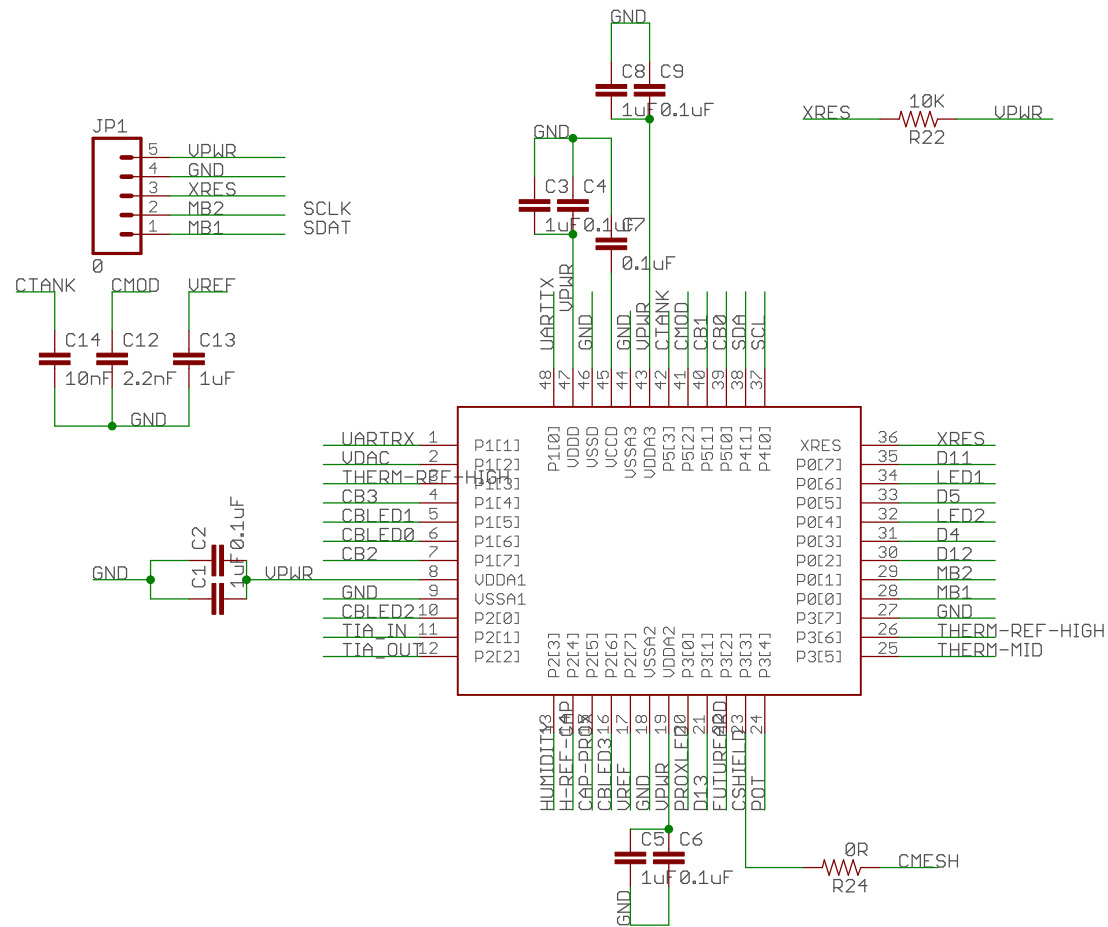 GND
C8 C9
1uF 0.1uF
XRES 10K VPWR
R22
JP1
5 VPWR
4 GND
3 XRES
2 MB2 SCLK
1 MB1 SDAT
0
GND
C3 C4
1uF 0.1uF C7
0.1uF
CTANK CMOD VREF
C14 C12 C13
10nF 2.2nF 1uF
GND
UARTTX
VPWR
GND
GND
VPWR
CTANK
CMOD
CB1
CB0
SDA
SCL
48 47 46 45 44 43 42 41 40 39 38 37
P1[0] VDDD VSSD VCCD VSSA3 VDDA3 P5[3] P5[2] P5[1] P5[0] P4[1] P4[0]
UARTRX 1 P1[1]
VDAC 2 P1[2]
THERM-REF-HIGH 3 P1[3]
CB3 4 P1[4]
CBLED1 5 P1[5]
CBLED0 6 P1[6]
CB2 7 P1[7]
VPWR 8 VDDA1
GND 9 VSSA1
CBLED2 10 P2[0]
TIA_IN 11 P2[1]
TIA_OUT 12 P2[2]
XRES 36 XRES
P0[7] 35 D11
P0[6] 34 LED1
P0[5] 33 D5
P0[4] 32 LED2
P0[3] 31 D4
P0[2] 30 D12
P0[1] 29 MB2
P0[0] 28 MB1
P3[7] 27 GND
P3[6] 26 THERM-REF-HIGH
P3[5] 25 THERM-MID
GND
C2 0.1uF
C1 1uF
P2[3] P2[4] P2[5] P2[6] P2[7] VSSA2 VDDA2 P3[0] P3[1] P3[2] P3[3] P3[4]
13 14 15 16 17 18 19 20 21 22 23 24
HUMIDITY
H-REF-CAP
CAP-PROX
CBLED3
VREF
GND
VPWR
PROXLED
D13
FUTUREARD
CSHIELD
POT
C5 C6
1uF 0.1uF
GND
0R CMESH
R24